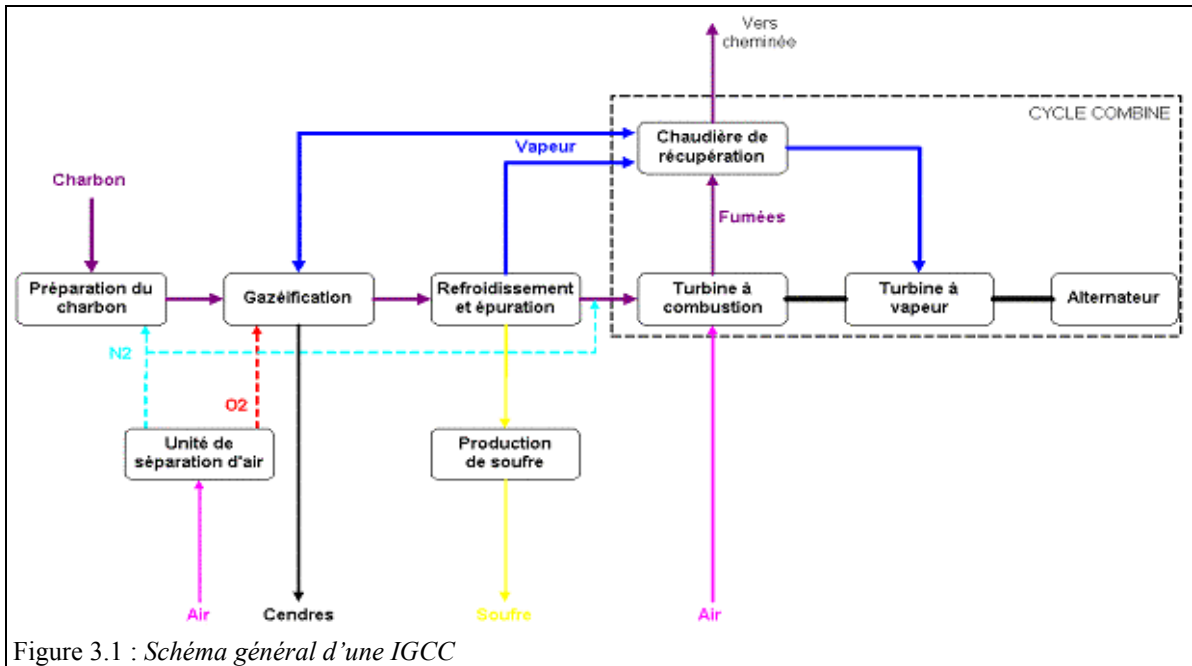 Vers
cheminée
CYCLE COMBINE
Chaudière de
récupération
Vapeur
Charbon
Fumées
Préparation du
charbon
Gazéification
Refroidissement
et épuration
Turbine à
combustion
Turbine à
vapeur
Alternateur
N2
O2
Unité de
séparation d'air
Production
de soufre
Air
Cendres
Soufre
Air
Figure 3.1 : Schéma général d'une IGCC